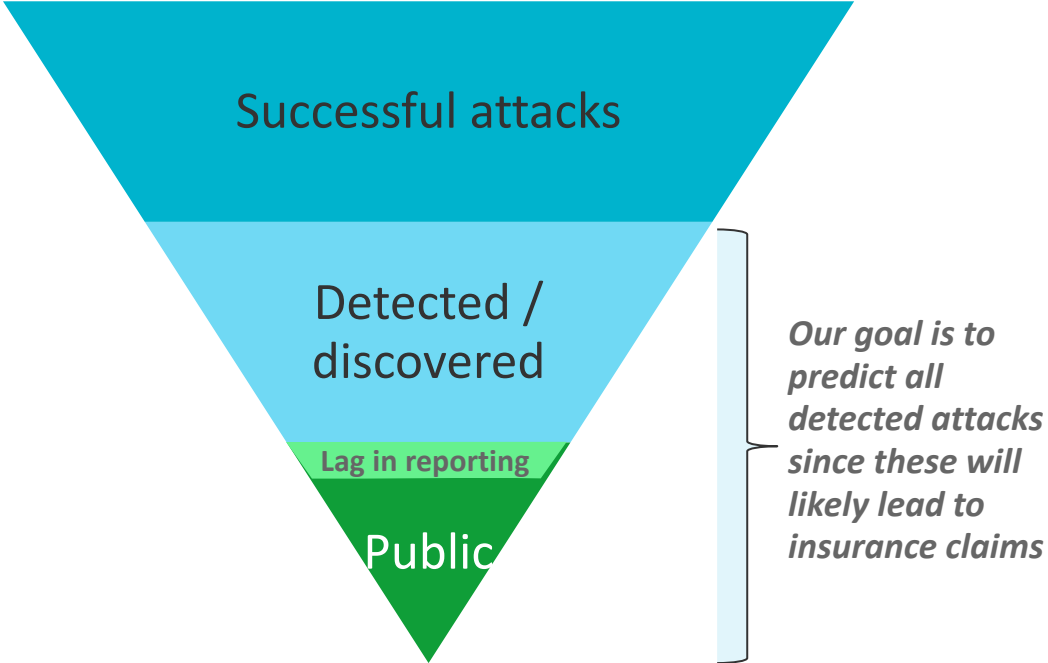 Successful attacks
Detected /
discovered
Lag in reporting
Public
Our goal is to
predict all
detected attacks
since these will
likely lead to
insurance claims